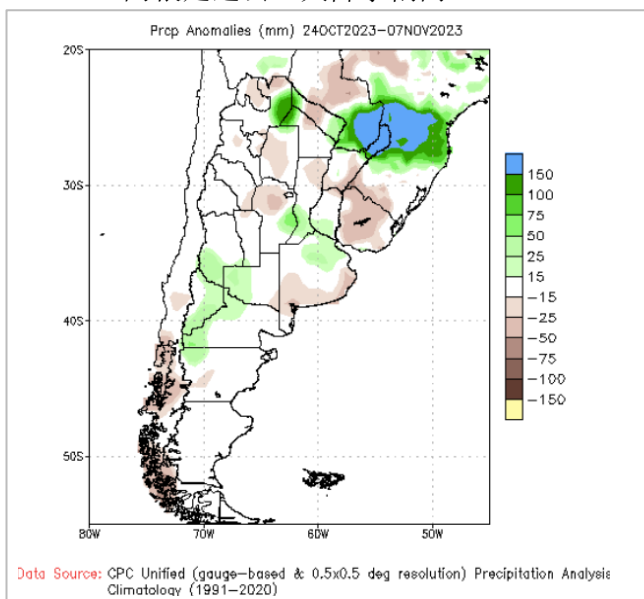 Prcp Anomalies (mm) 24OCT2023-07NOV2023
20S
30S
40S
50S
80W
70W
60W
50W
150
100
75
50
25
15
-15
-25
-50
-75
-100
-150
Data Source: CPC Unified (gauge-based & 0.5x0.5 deg resolution) Precipitation Analysis
Climatology (1991-2020)